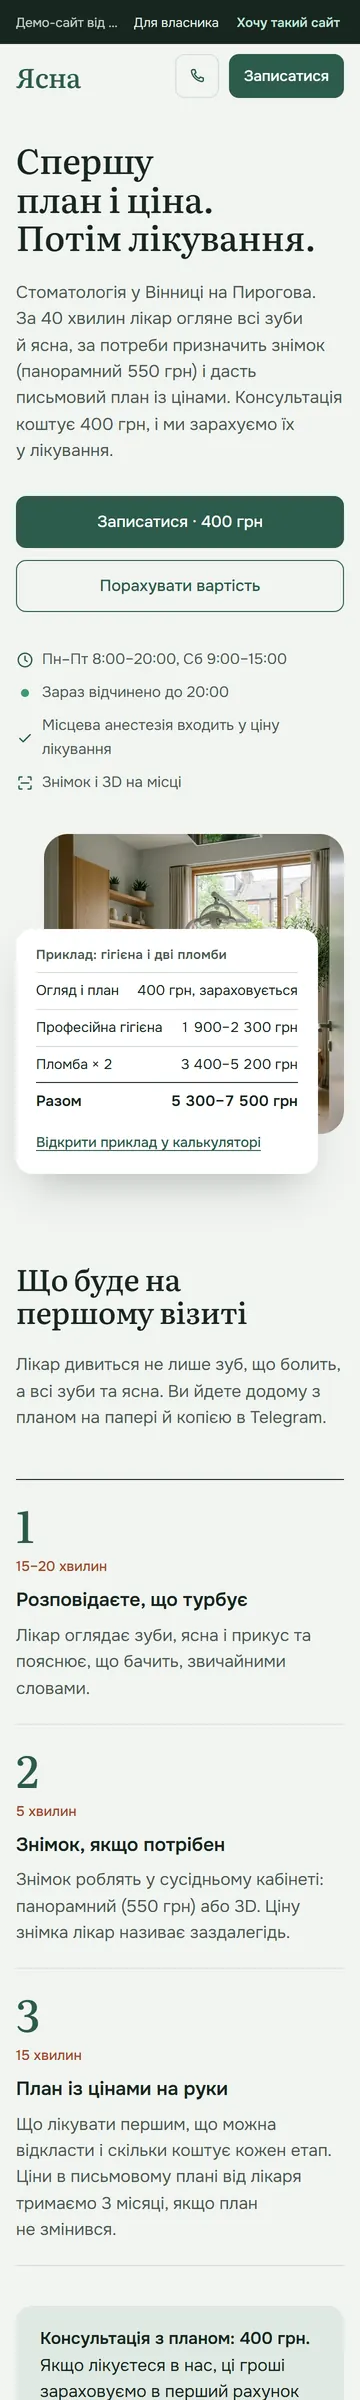 Демо-сайт від ... Для власника Хочу такий сайт
Ясна
Записатися
Спершу
план і ціна.
Потім лікування.
Стоматологія у Вінниці на Пирогова.
За 40 хвилин лікар огляне всі зуби
й ясна, за потреби призначить знімок
(панорамний 550 грн) і дасть
письмовий план із цінами. Консультація
коштує 400 грн, і ми зарахуємо їх
у лікування.
Записатися · 400 грн
Порахувати вартість
Пн–Пт 8:00–20:00, Сб 9:00–15:00
Зараз відчинено до 20:00
Місцева анестезія входить у ціну
лікування
Знімок і 3D на місці
Приклад: гігієна і дві пломби
Огляд і план 400 грн, зараховується
Професійна гігієна 1 900–2 300 грн
Пломба × 2 3 400–5 200 грн
Разом 5 300–7 500 грн
Відкрити приклад у калькуляторі
Що буде на
першому візиті
Лікар дивиться не лише зуб, що болить,
а всі зуби та ясна. Ви йдете додому з
планом на папері й копією в Telegram.
1
15–20 хвилин
Розповідаєте, що турбує
Лікар оглядає зуби, ясна і прикус та
пояснює, що бачить, звичайними
словами.
2
5 хвилин
Знімок, якщо потрібен
Знімок роблять у сусідньому кабінеті:
панорамний (550 грн) або 3D. Ціну
знімка лікар називає заздалегідь.
3
15 хвилин
План із цінами на руки
Що лікувати першим, що можна
відкласти і скільки коштує кожен етап.
Ціни в письмовому плані від лікаря
тримаємо 3 місяці, якщо план
не змінився.
Консультація з планом: 400 грн.
Якщо лікуєтеся в нас, ці гроші
зараховуємо в перший рахунок